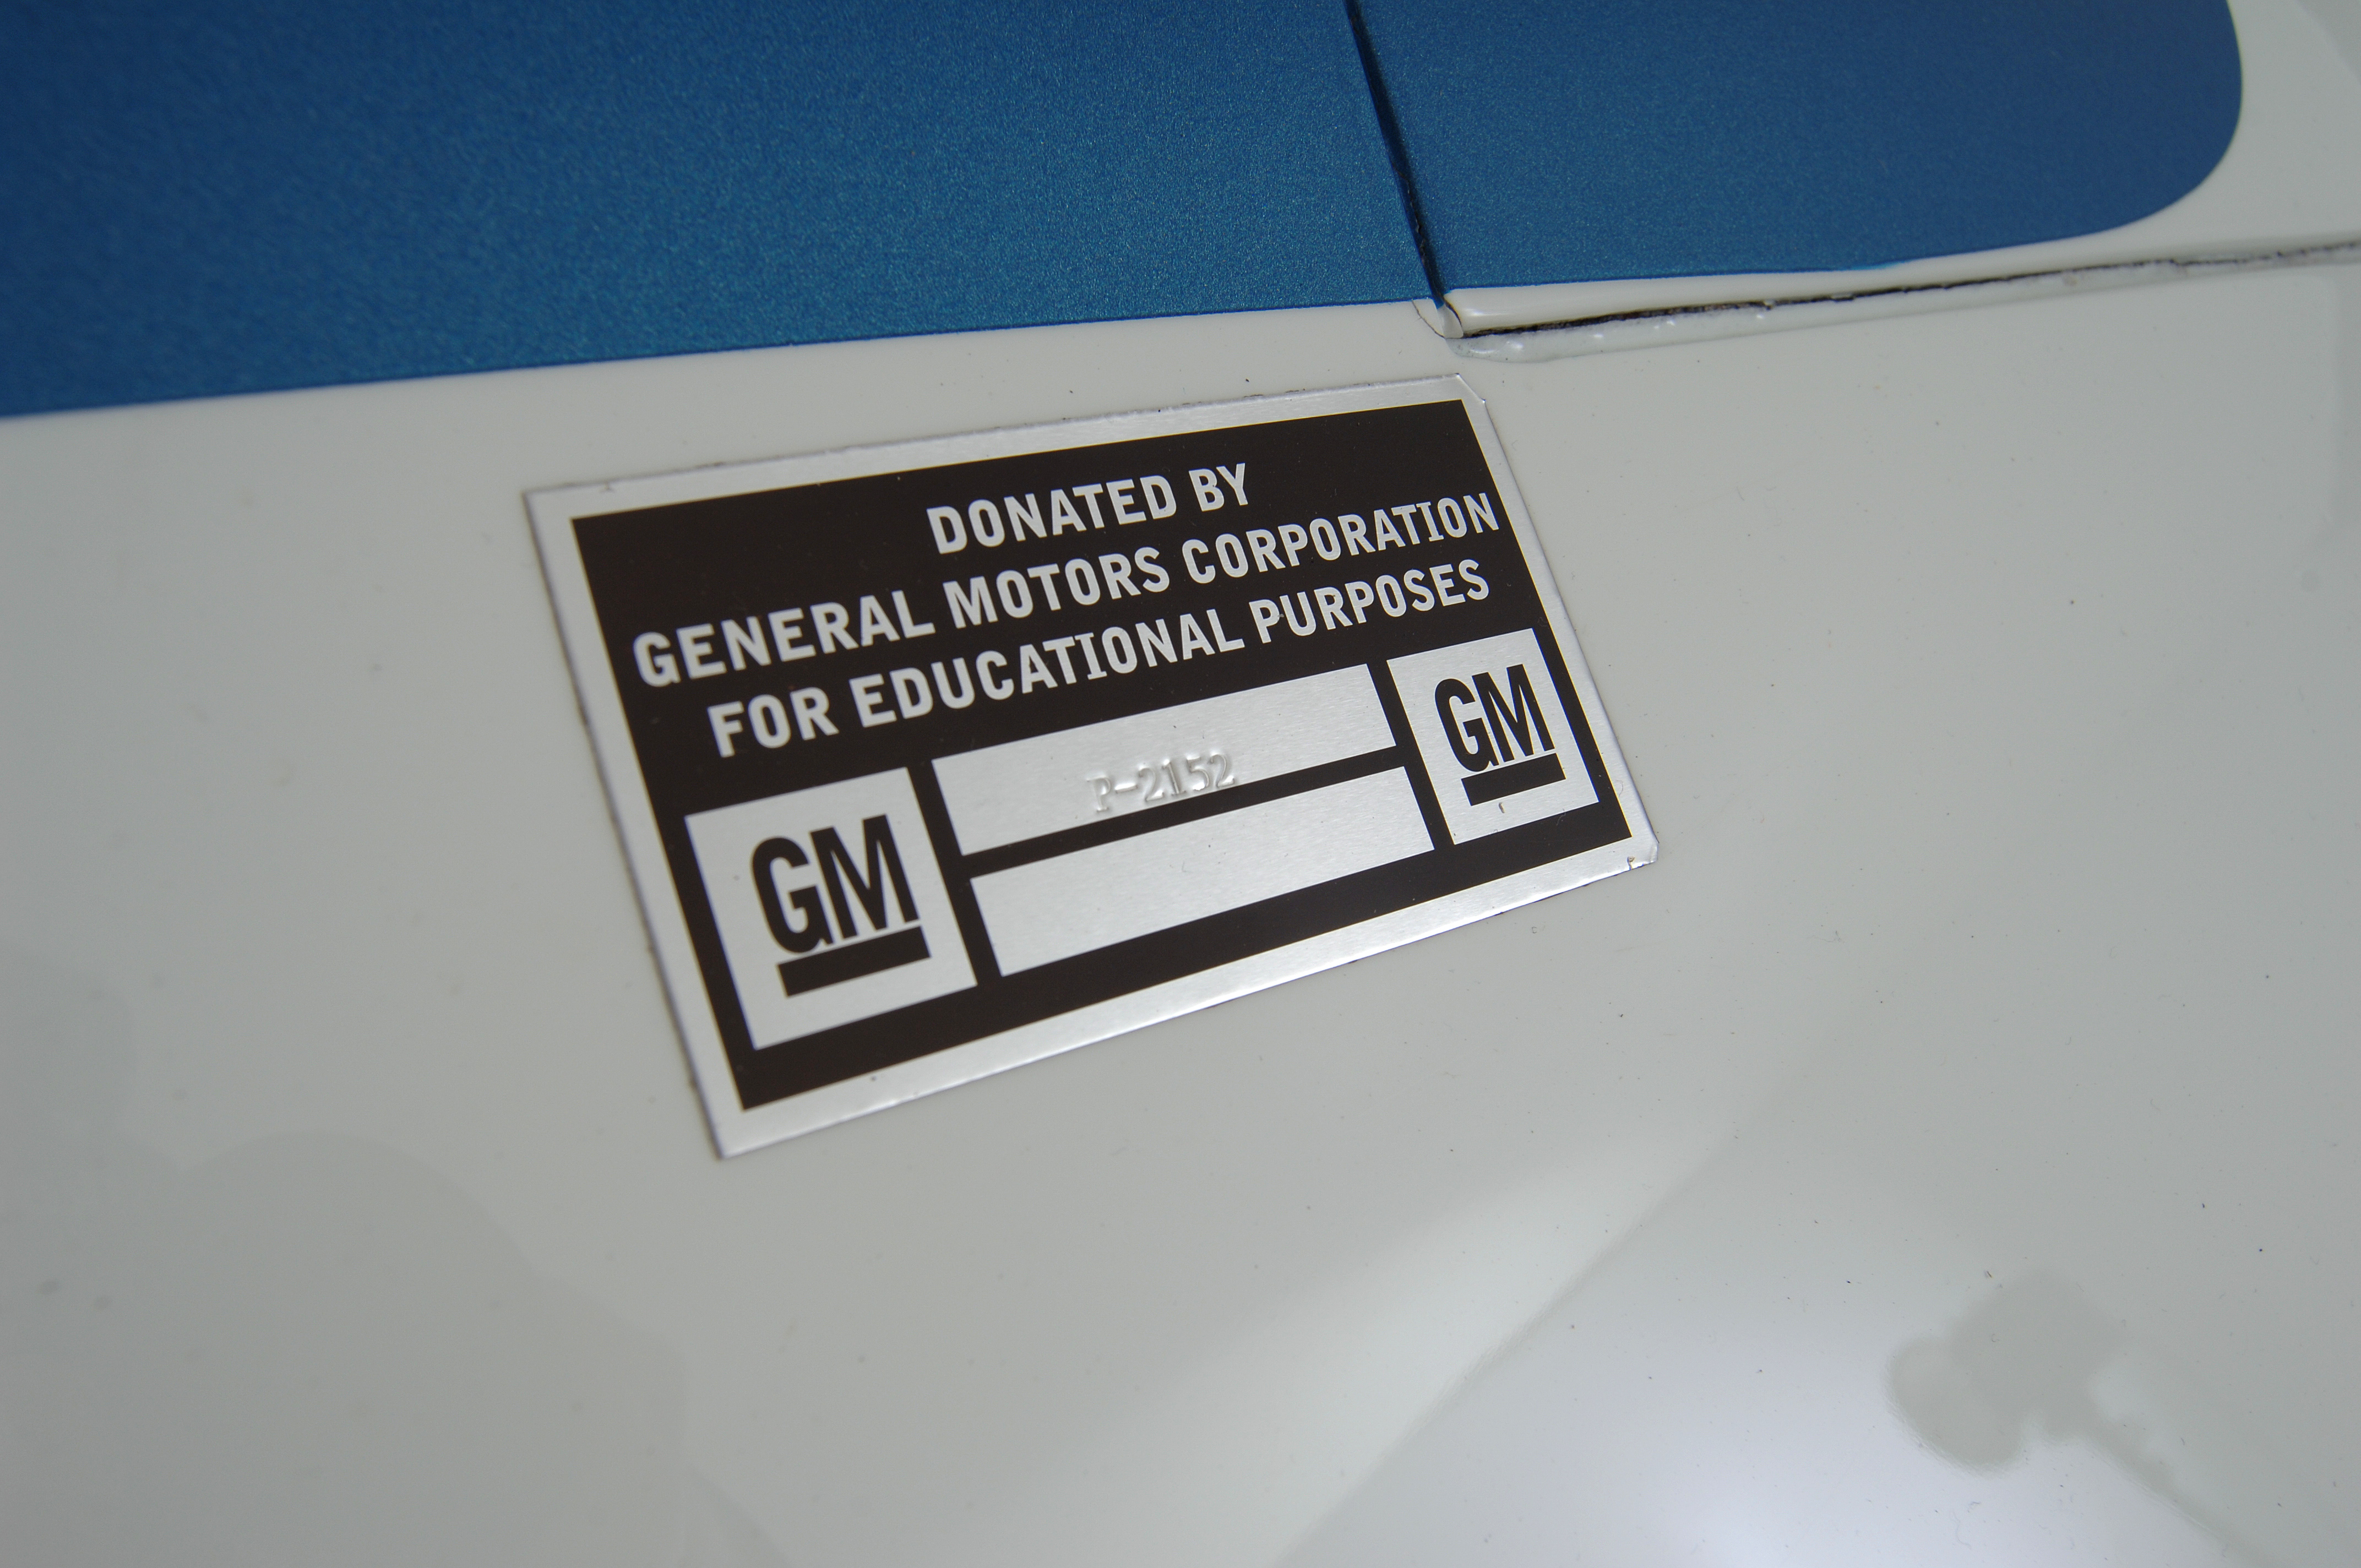 DONATED BY
GENERAL MOTORS CORPORATION
FOR EDUCATIONAL PURPOSES
P-2152
GM
GM